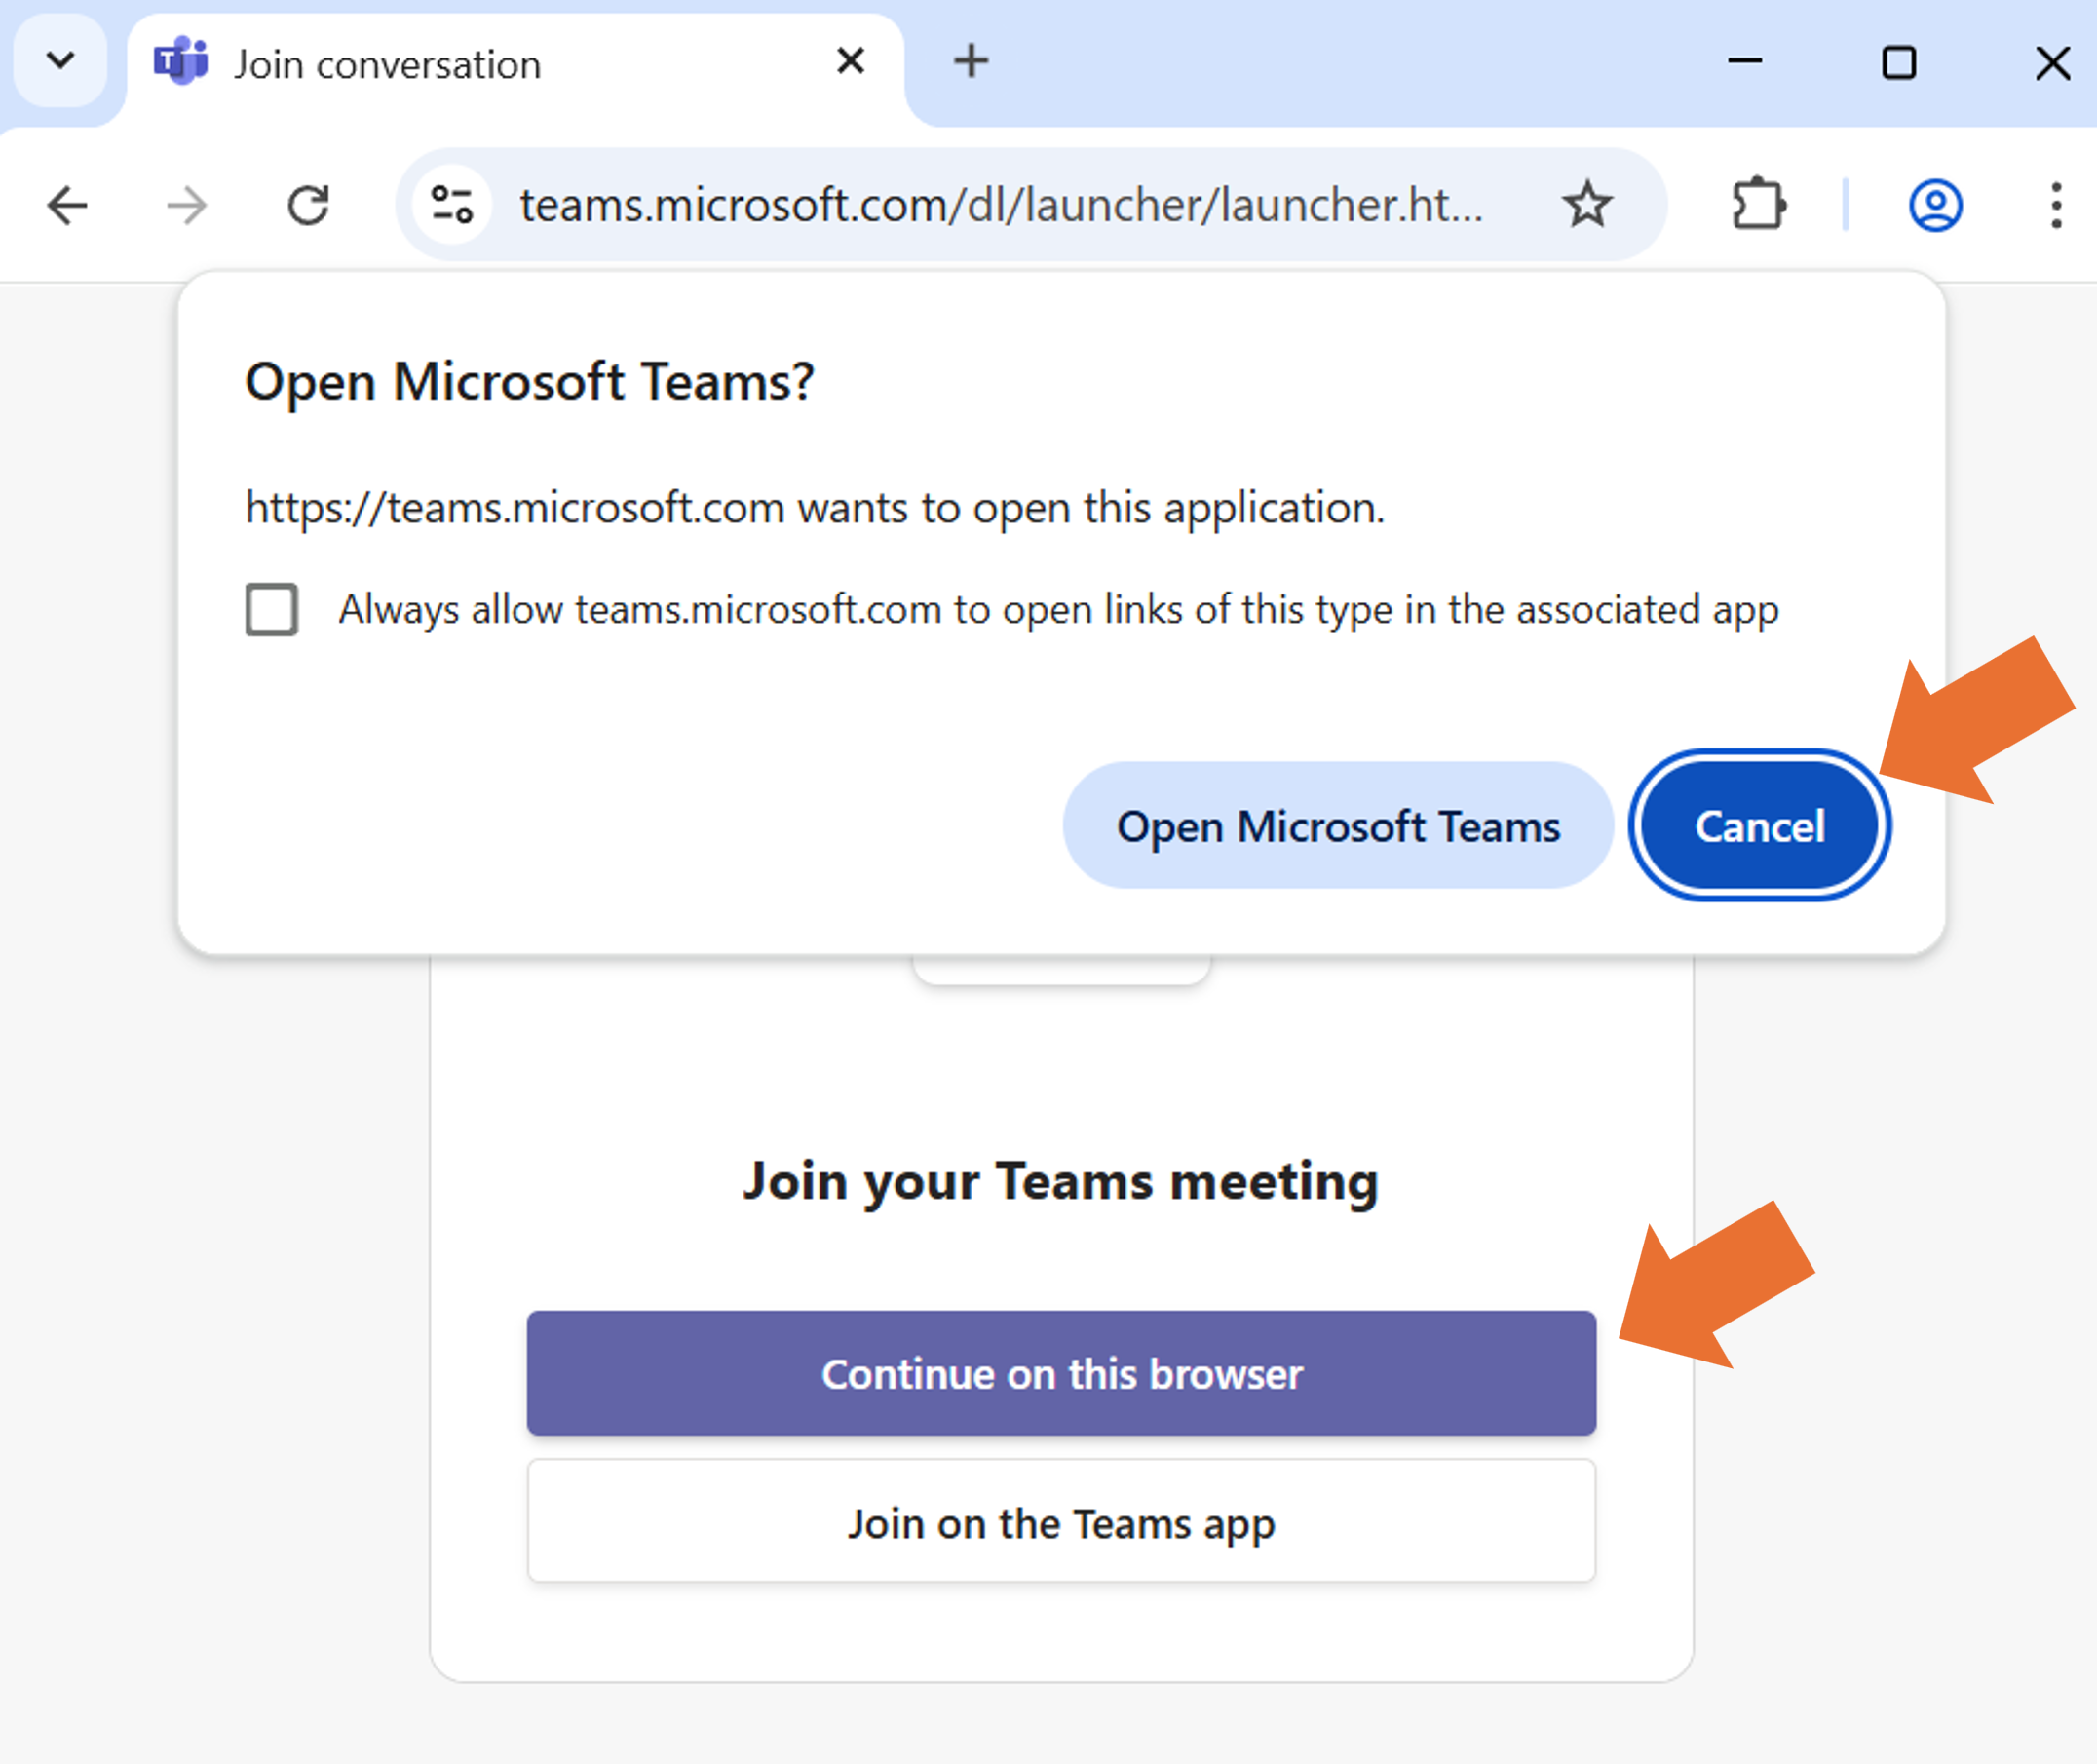 Join conversation
teams.microsoft.com/dl/launcher/launcher.ht...
Open Microsoft Teams?
https://teams.microsoft.com wants to open this application.
Always allow teams.microsoft.com to open links of this type in the associated app
Open Microsoft Teams
Cancel
Join your Teams meeting
Continue on this browser
Join on the Teams app